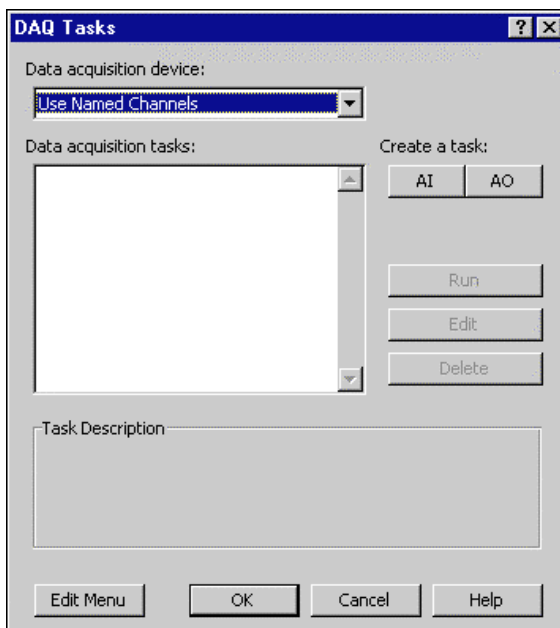 DAQ Tasks
Data acquisition device:
Use Named Channels
Data acquisition tasks:
Create a task:
AI AO
Run
Edit
Delete
Task Description
Edit Menu OK Cancel Help